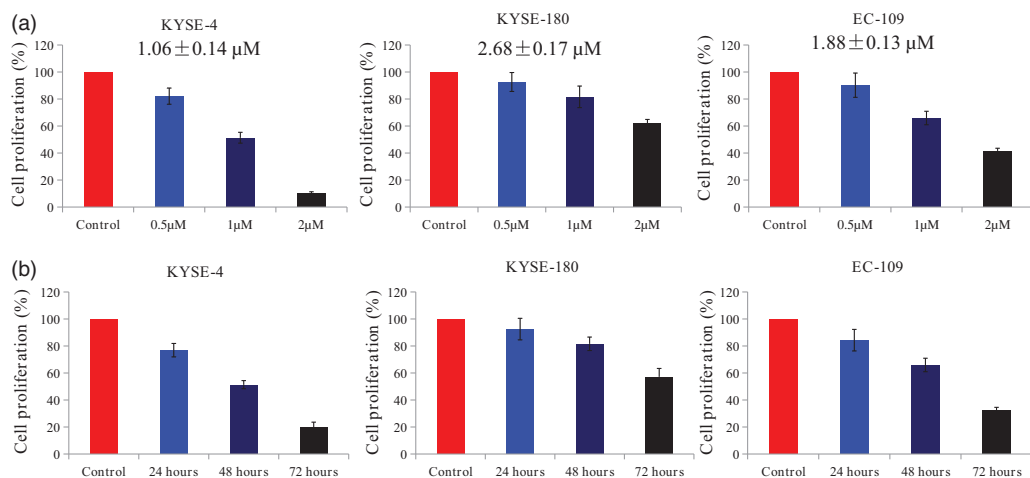 (a)
KYSE-4
1.06±0.14 µM
Cell proliferation (%)
120
100
80
60
40
20
0
Control 0.5µM 1µM 2µM
KYSE-180
2.68±0.17 µM
Cell proliferation (%)
120
100
80
60
40
20
0
Control 0.5µM 1µM 2µM
EC-109
1.88±0.13 µM
Cell proliferation (%)
120
100
80
60
40
20
0
Control 0.5µM 1µM 2µM
(b)
KYSE-4
Cell proliferation (%)
120
100
80
60
40
20
0
Control 24 hours 48 hours 72 hours
KYSE-180
Cell proliferation (%)
120
100
80
60
40
20
0
Control 24 hours 48 hours 72 hours
EC-109
Cell proliferation (%)
120
100
80
60
40
20
0
Control 24 hours 48 hours 72 hours